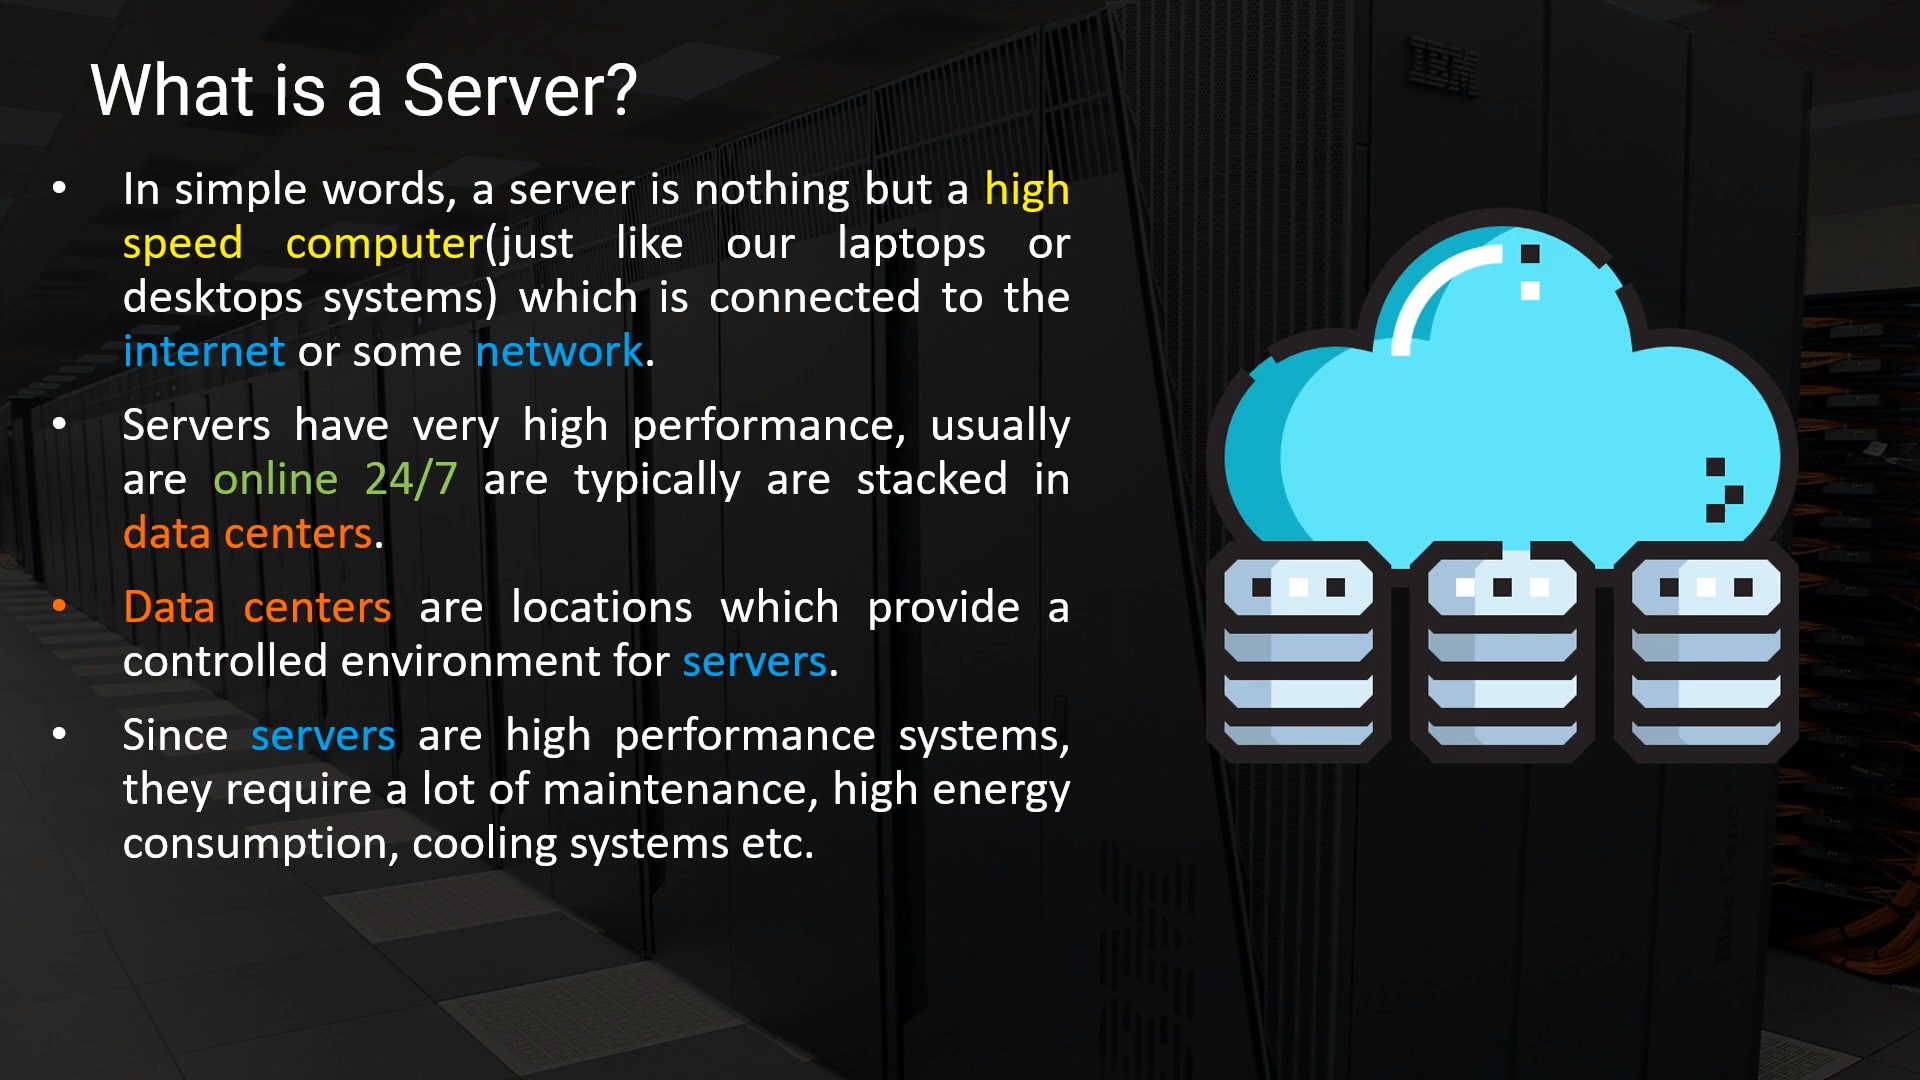 What is a Server?
• In simple words, a server is nothing but a high
speed computer(just like our laptops or
desktops systems) which is connected to the
internet or some network.
• Servers have very high performance, usually
are online 24/7 are typically are stacked in
data centers.
• Data centers are locations which provide a
controlled environment for servers.
• Since servers are high performance systems,
they require a lot of maintenance, high energy
consumption, cooling systems etc.
IBM